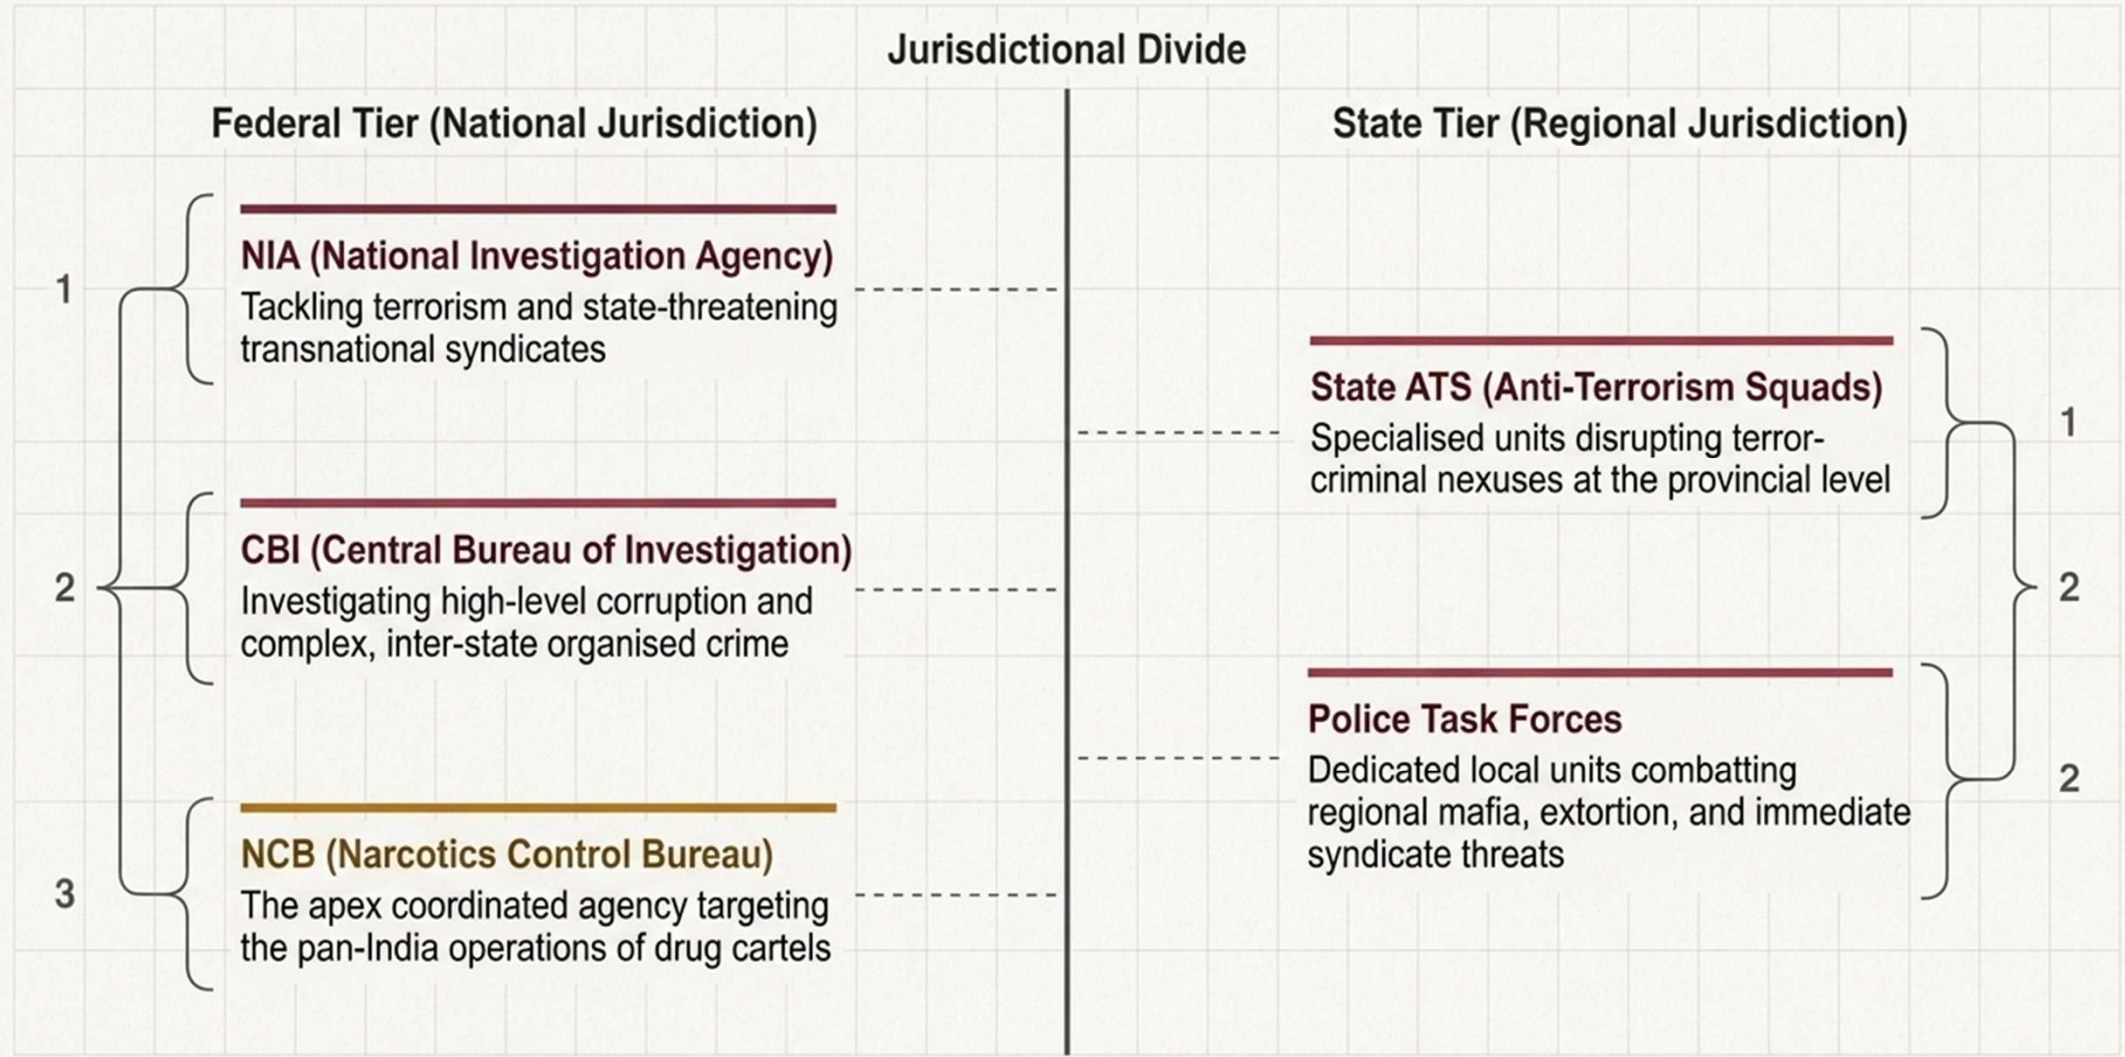 Jurisdictional Divide
Federal Tier (National Jurisdiction)
1
NIA (National Investigation Agency)
Tackling terrorism and state-threatening
transnational syndicates
2
CBI (Central Bureau of Investigation)
Investigating high-level corruption and
complex, inter-state organised crime
3
NCB (Narcotics Control Bureau)
The apex coordinated agency targeting
the pan-India operations of drug cartels
State Tier (Regional Jurisdiction)
State ATS (Anti-Terrorism Squads)
Specialised units disrupting terror-
criminal nexuses at the provincial level
1
2
Police Task Forces
Dedicated local units combatting
regional mafia, extortion, and immediate
syndicate threats
2